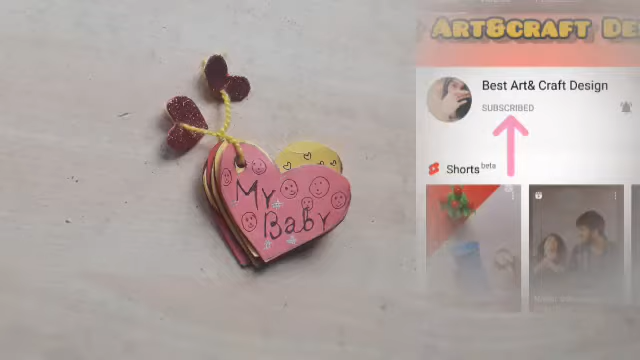 My
Baby
Art&craft De
Best Art& Craft Design
SUBSCRIBED
Shorts beta